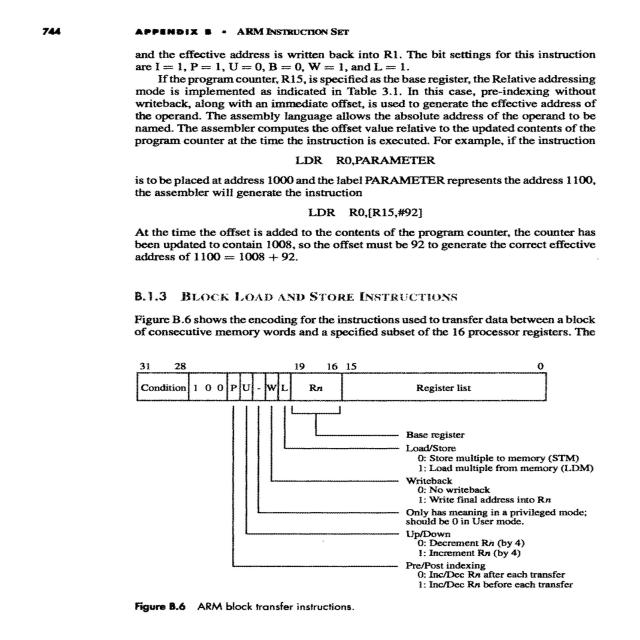 744 APPENDIX B • ARM INSTRUCTION SET
and the effective address is written back into R1. The bit settings for this instruction
are I = 1, P = 1, U = 0, B = 0, W = 1, and L = 1.
If the program counter, R15, is specified as the base register, the Relative addressing
mode is implemented as indicated in Table 3.1. In this case, pre-indexing without
writeback, along with an immediate offset, is used to generate the effective address of
the operand. The assembly language allows the absolute address of the operand to be
named. The assembler computes the offset value relative to the updated contents of the
program counter at the time the instruction is executed. For example, if the instruction
LDR R0,PARAMETER
is to be placed at address 1000 and the label PARAMETER represents the address 1100,
the assembler will generate the instruction
LDR R0,[R15,#92]
At the time the offset is added to the contents of the program counter, the counter has
been updated to contain 1008, so the offset must be 92 to generate the correct effective
address of 1100 = 1008 + 92.
B.1.3 BLOCK LOAD AND STORE INSTRUCTIONS
Figure B.6 shows the encoding for the instructions used to transfer data between a block
of consecutive memory words and a specified subset of the 16 processor registers. The
31 28 19 16 15 0
Condition 1 0 0 P U - W L Rn Register list
Base register
Load/Store
0: Store multiple to memory (STM)
1: Load multiple from memory (LDM)
Writeback
0: No writeback
1: Write final address into Rn
Only has meaning in a privileged mode;
should be 0 in User mode.
Up/Down
0: Decrement Rn (by 4)
1: Increment Rn (by 4)
Pre/Post indexing
0: Inc/Dec Rn after each transfer
1: Inc/Dec Rn before each transfer
Figure B.6 ARM block transfer instructions.